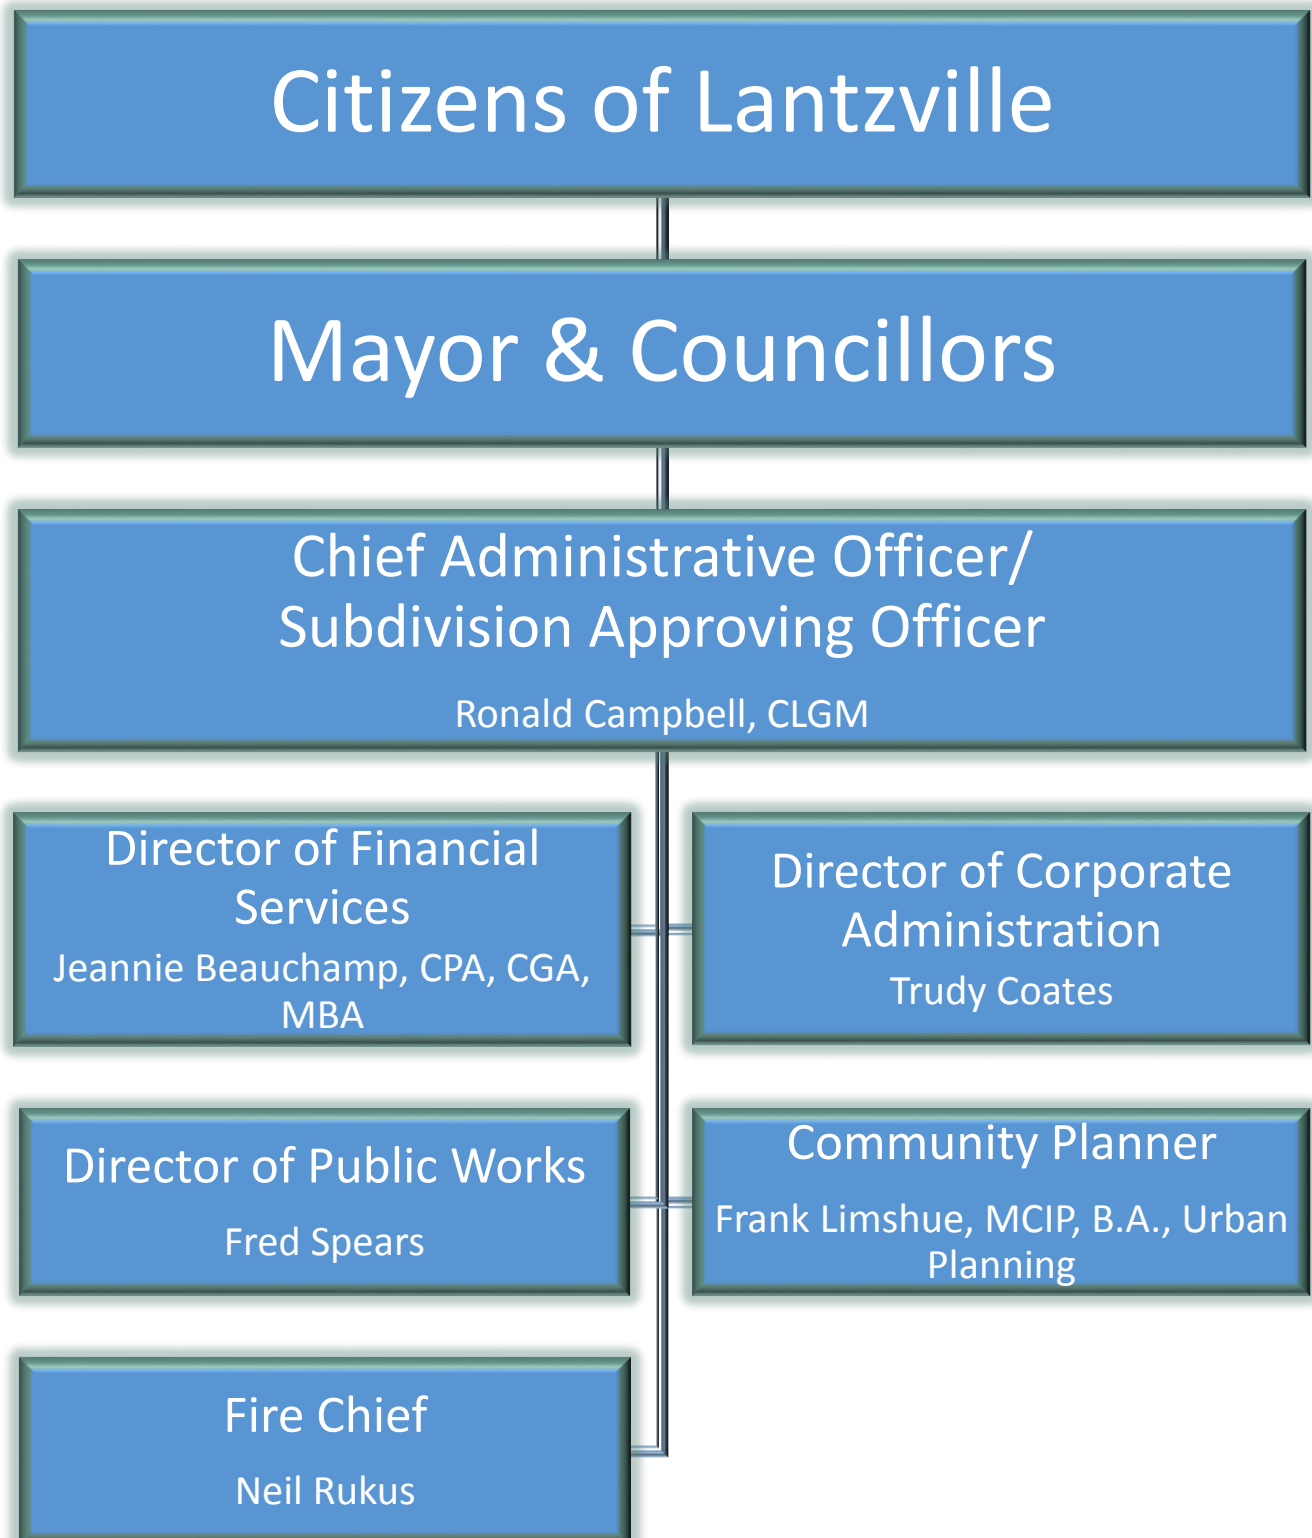 Citizens of Lantzville
Mayor & Councillors
Chief Administrative Officer/
Subdivision Approving Officer
Ronald Campbell, CLGM
Director of Financial
Services
Jeannie Beauchamp, CPA, CGA,
MBA
Director of Corporate
Administration
Trudy Coates
Director of Public Works
Fred Spears
Community Planner
Frank Limshue, MCIP, B.A., Urban
Planning
Fire Chief
Neil Rukus